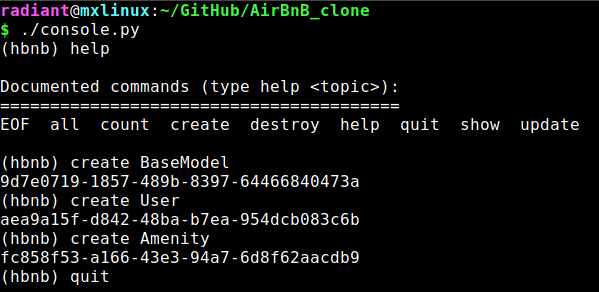 radiant@mxlinux:~/GitHub/AirBnB_clone
$ ./console.py
(hbnb) help
Documented commands (type help <topic>):
========================================
EOF  all  count  create  destroy  help  quit  show  update
(hbnb) create BaseModel
9d7e0719-1857-489b-8397-64466840473a
(hbnb) create User
aea9a15f-d842-48ba-b7ea-954dcb083c6b
(hbnb) create Amenity
fc858f53-a166-43e3-94a7-6d8f62aacdb9
(hbnb) quit